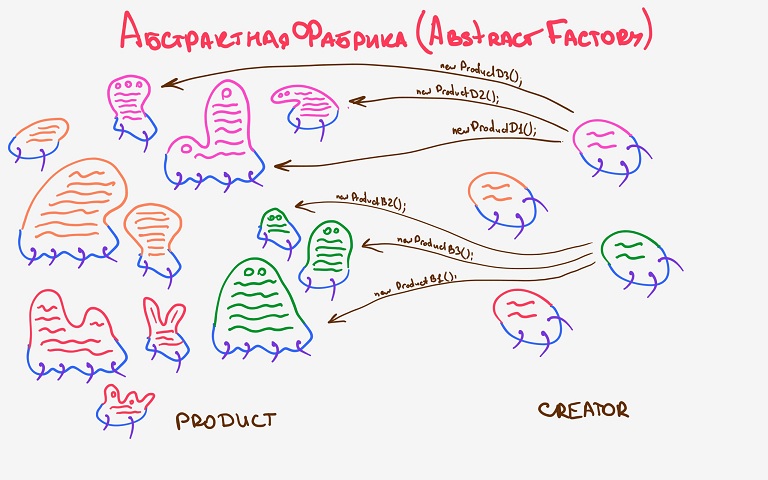 Абстрактная Фабрика (Abstract Factory)
new ProductD3();
new ProductD2();
new ProductD1();
new ProductB2();
new ProductB3();
new ProductB1();
PRODUCT
CREATOR